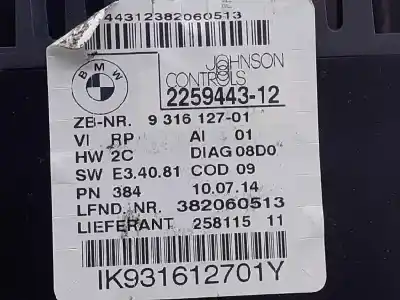 44312382060513
BMW
JOHNSON
CONTROLS
2259443-12
ZB-NR. 9 316 127-01
VI RP AI 01
HW 2C DIAG 08D0
SW E3.40.81 COD 09
PN 384 10.07.14
LFND. NR. 382060513
LIEFERANT 258115 11
IK931612701Y